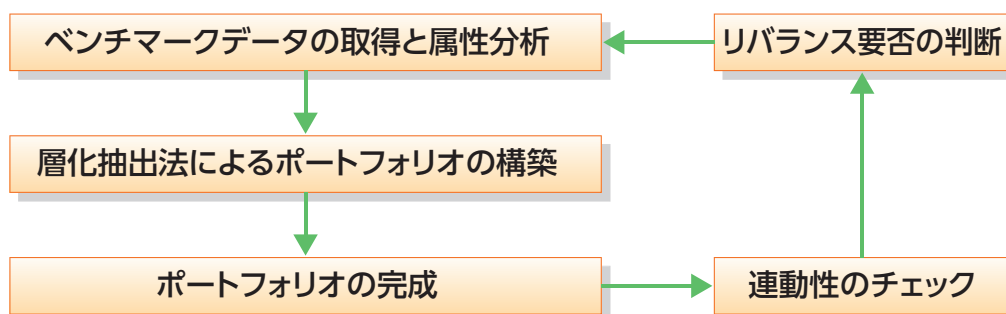 ベンチマークデータの取得と属性分析
リバランス要否の判断
層化抽出法によるポートフォリオの構築
ポートフォリオの完成
連動性のチェック